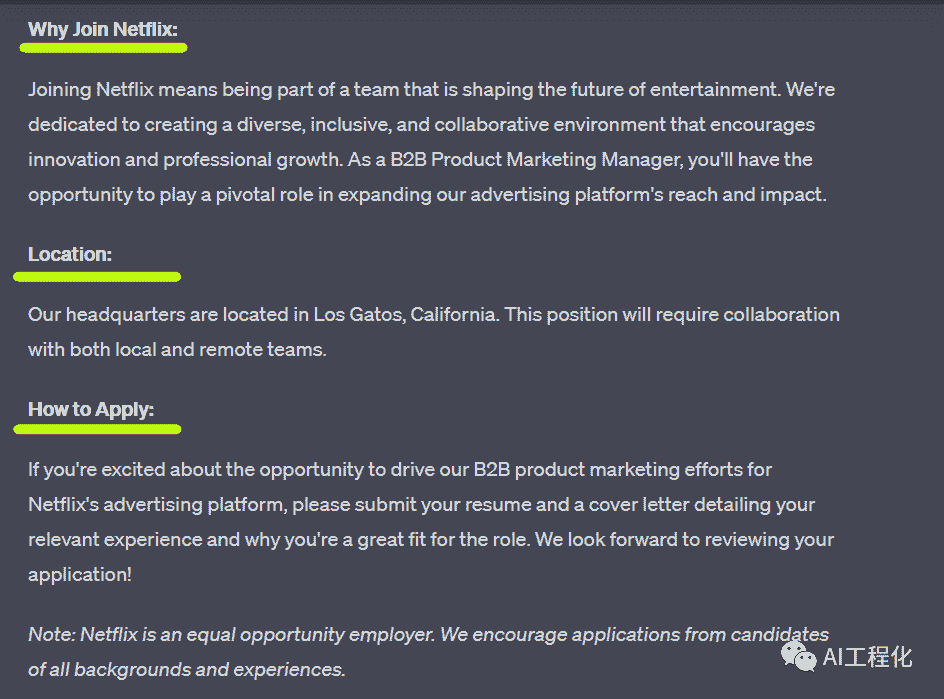 Why Join Netflix:
Joining Netflix means being part of a team that is shaping the future of entertainment. We're
dedicated to creating a diverse, inclusive, and collaborative environment that encourages
innovation and professional growth. As a B2B Product Marketing Manager, you'll have the
opportunity to play a pivotal role in expanding our advertising platform's reach and impact.
Location:
Our headquarters are located in Los Gatos, California. This position will require collaboration
with both local and remote teams.
How to Apply:
If you're excited about the opportunity to drive our B2B product marketing efforts for
Netflix's advertising platform, please submit your resume and a cover letter detailing your
relevant experience and why you're a great fit for the role. We look forward to reviewing your
application!
Note: Netflix is an equal opportunity employer. We encourage applications from candidates
of all backgrounds and experiences.
AI工程化